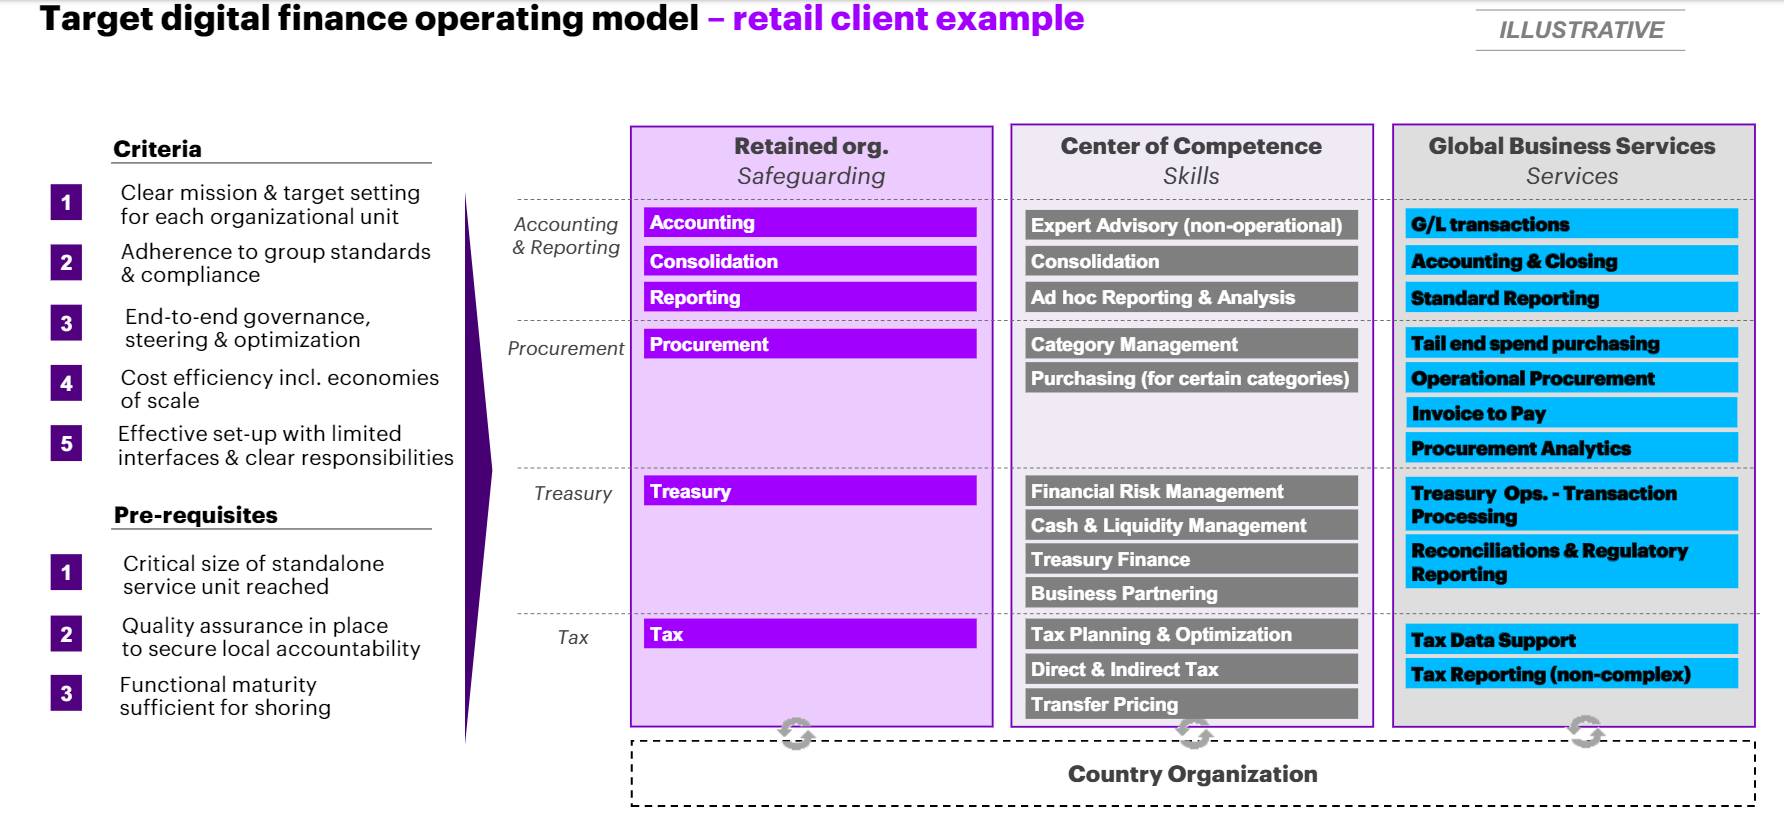 Target digital finance operating model – retail client example
ILLUSTRATIVE
Criteria
1
Clear mission & target setting
for each organizational unit
2
Adherence to group standards
& compliance
3
End-to-end governance,
steering & optimization
4
Cost efficiency incl. economies
of scale
5
Effective set-up with limited
interfaces & clear responsibilities
Pre-requisites
1
Critical size of standalone
service unit reached
2
Quality assurance in place
to secure local accountability
3
Functional maturity
sufficient for shoring
Retained org.
Safeguarding
Center of Competence
Skills
Global Business Services
Services
Accounting
& Reporting
Accounting
Consolidation
Reporting
Expert Advisory (non-operational)
Consolidation
Ad hoc Reporting & Analysis
G/L transactions
Accounting & Closing
Standard Reporting
Procurement
Procurement
Category Management
Purchasing (for certain categories)
Tail end spend purchasing
Operational Procurement
Invoice to Pay
Procurement Analytics
Treasury
Treasury
Financial Risk Management
Cash & Liquidity Management
Treasury Finance
Business Partnering
Treasury  Ops. - Transaction
Processing
Reconciliations & Regulatory
Reporting
Tax
Tax
Tax Planning & Optimization
Direct & Indirect Tax
Transfer Pricing
Tax Data Support
Tax Reporting (non-complex)
Country Organization